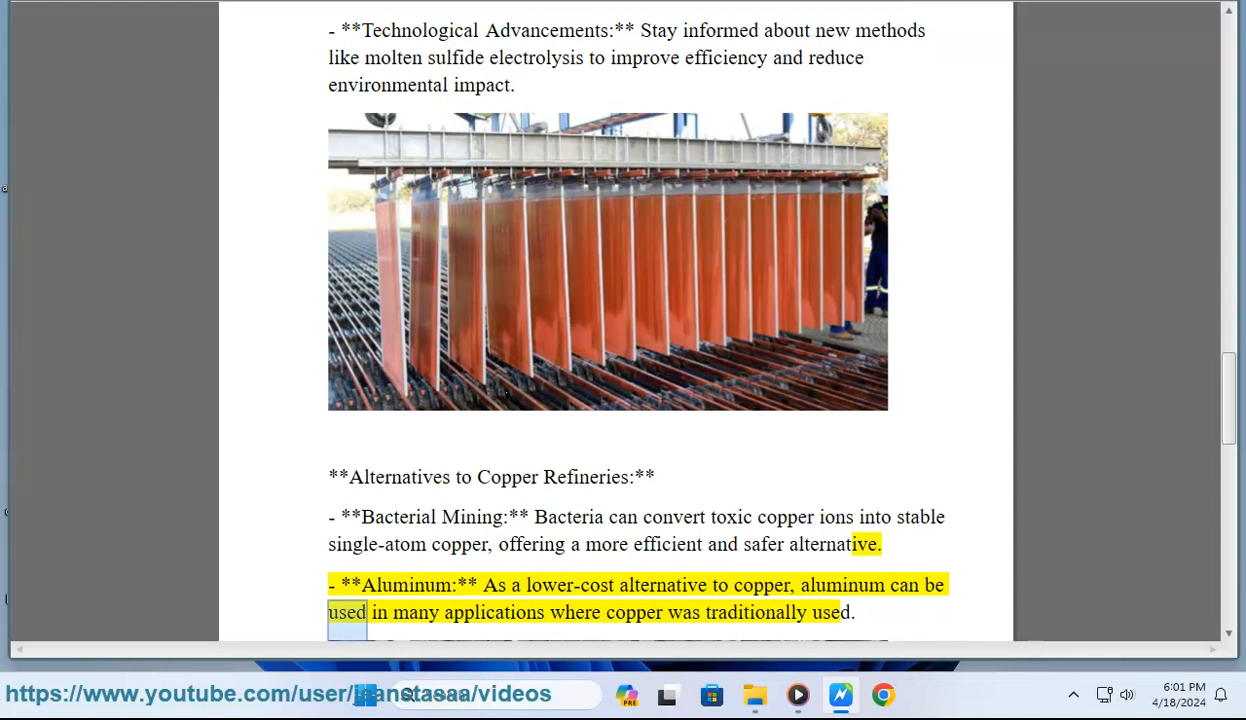 - **Technological Advancements:** Stay informed about new methods
like molten sulfide electrolysis to improve efficiency and reduce
environmental impact.
**Alternatives to Copper Refineries:**
- **Bacterial Mining:** Bacteria can convert toxic copper ions into stable
single-atom copper, offering a more efficient and safer alternative.
- **Aluminum:** As a lower-cost alternative to copper, aluminum can be
used in many applications where copper was traditionally used.
https://www.youtube.com/user/jeanstasaa/videos
PRE
6:01 PM
4/18/2024